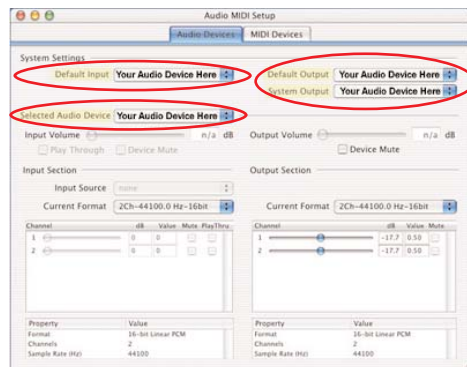 Audio MIDI Setup
Audio Devices MIDI Devices
System Settings
Default Input Your Audio Device Here
Default Output Your Audio Device Here
System Output Your Audio Device Here
Selected Audio Device Your Audio Device Here
Input Volume n/a dB
Output Volume n/a dB
Play Through Device Mute
Device Mute
Input Section
Output Section
Input Source none
Current Format 2Ch-44100.0 Hz-16bit
Current Format 2Ch-44100.0 Hz-16bit
Channel dB Value Mute PlayThru
Channel dB Value Mute
1 0 0
1 -17.7 0.50
2 0 0
2 -17.7 0.50
Property Value
Property Value
Format 16-bit Linear PCM
Format 16-bit Linear PCM
Channels 2
Channels 2
Sample Rate (Hz) 44100
Sample Rate (Hz) 44100